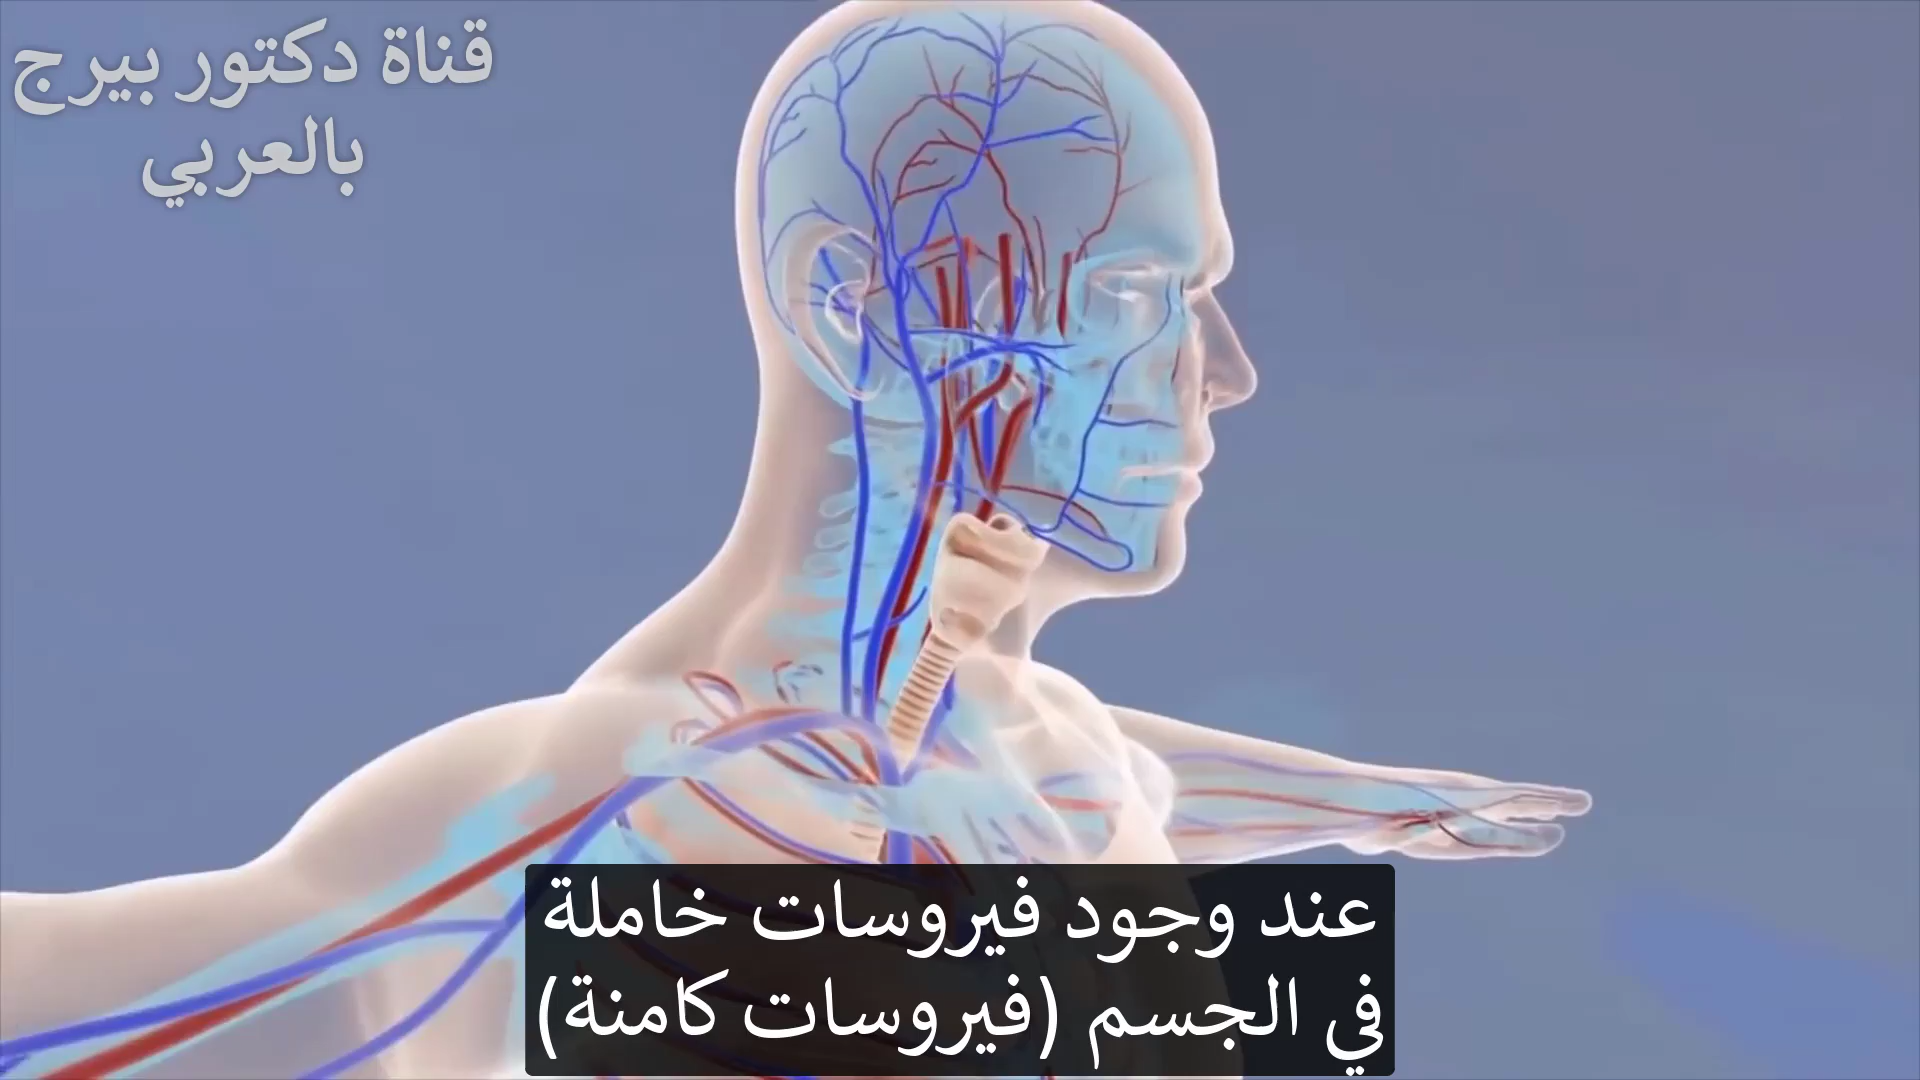 قناة دكتور بيرج
بالعربي
عند وجود فيروسات خاملة
في الجسم (فيروسات كامنة)